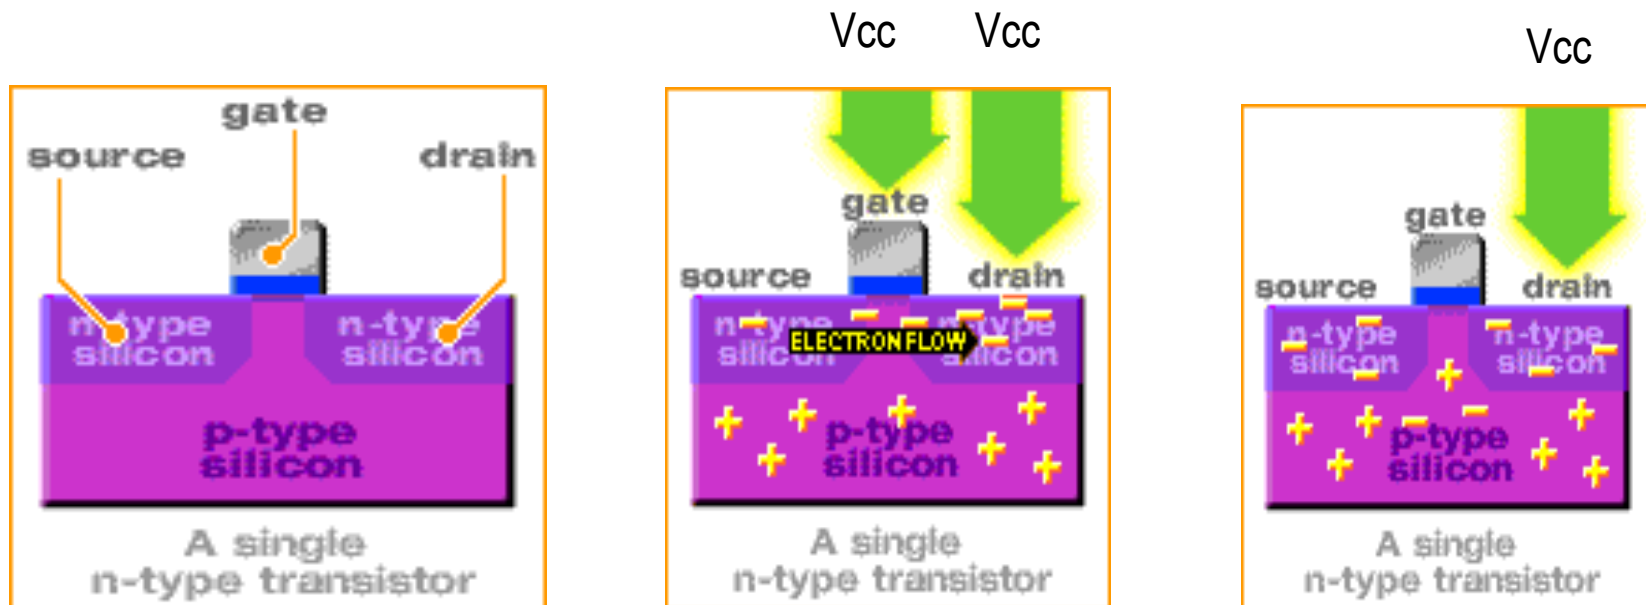 Vcc Vcc
Vcc
gate
source drain
n-type n-type
silicon silicon
p-type
silicon
A single
n-type transistor
gate
source drain
n-type n-type
silicon silicon
ELECTRON FLOW
p-type
silicon
A single
n-type transistor
gate
source drain
n-type n-type
silicon silicon
p-type
silicon
A single
n-type transistor